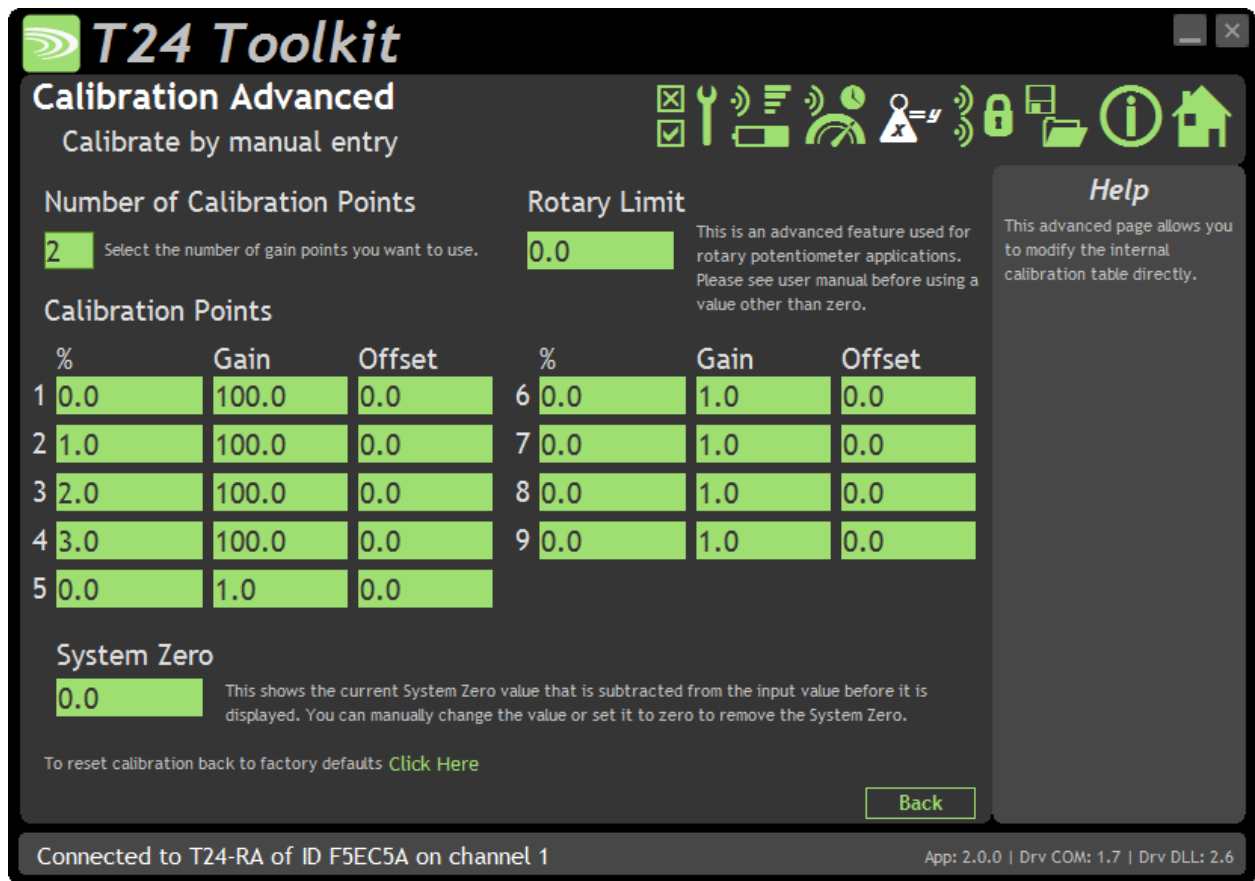 T24 Toolkit
Calibration Advanced
Calibrate by manual entry
x=y
Number of Calibration Points
2 Select the number of gain points you want to use.
Rotary Limit
0.0
This is an advanced feature used for
rotary potentiometer applications.
Please see user manual before using a
value other than zero.
Help
This advanced page allows you
to modify the internal
calibration table directly.
Calibration Points
% Gain Offset % Gain Offset
1 0.0 100.0 0.0 6 0.0 1.0 0.0
2 1.0 100.0 0.0 7 0.0 1.0 0.0
3 2.0 100.0 0.0 8 0.0 1.0 0.0
4 3.0 100.0 0.0 9 0.0 1.0 0.0
5 0.0 1.0 0.0
System Zero
0.0
This shows the current System Zero value that is subtracted from the input value before it is
displayed. You can manually change the value or set it to zero to remove the System Zero.
To reset calibration back to factory defaults Click Here
Back
Connected to T24-RA of ID F5EC5A on channel 1
App: 2.0.0 | Drv COM: 1.7 | Drv DLL: 2.6